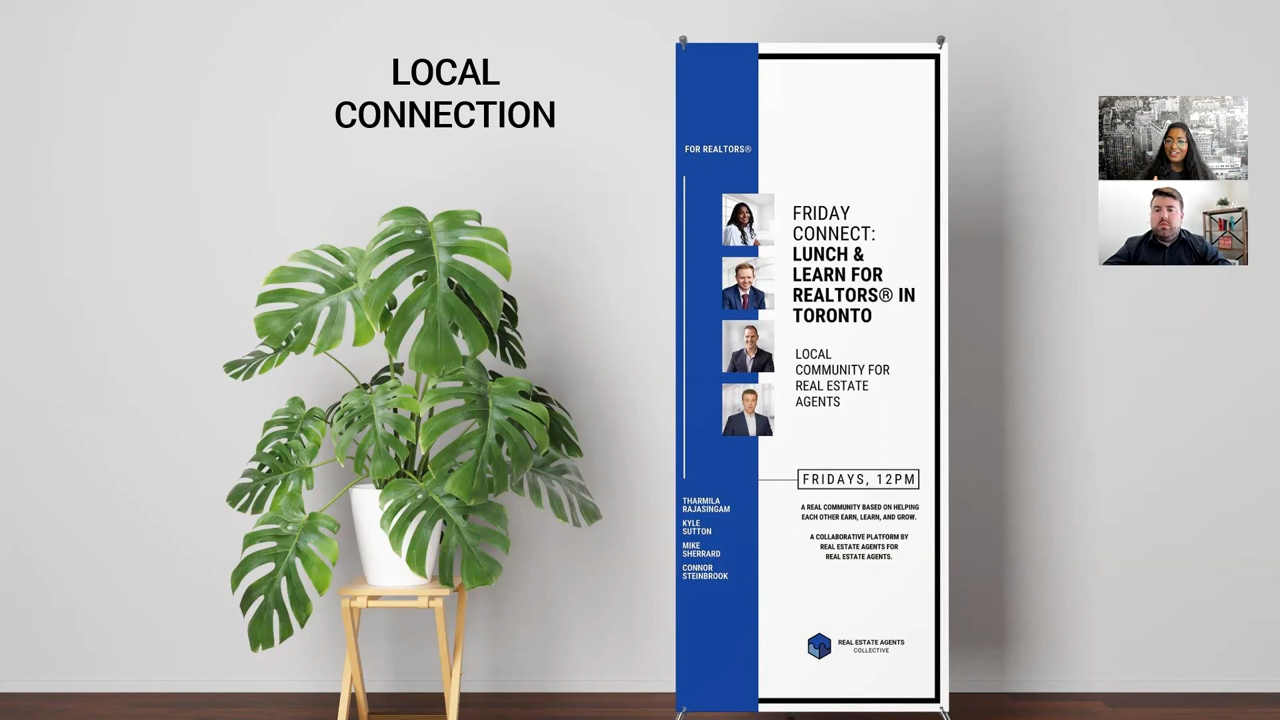 LOCAL
CONNECTION
FOR REALTORS®
FRIDAY
CONNECT:
LUNCH &
LEARN FOR
REALTORS® IN
TORONTO
LOCAL
COMMUNITY FOR
REAL ESTATE
AGENTS
FRIDAYS, 12PM
A REAL COMMUNITY BASED ON HELPING
EACH OTHER EARN, LEARN, AND GROW.
A COLLABORATIVE PLATFORM BY
REAL ESTATE AGENTS FOR
REAL ESTATE AGENTS.
THARMILA
RAJASINGAM
KYLE
SUTTON
MIKE
SHERRARD
CONNOR
STEINBROOK
REAL ESTATE AGENTS
COLLECTIVE